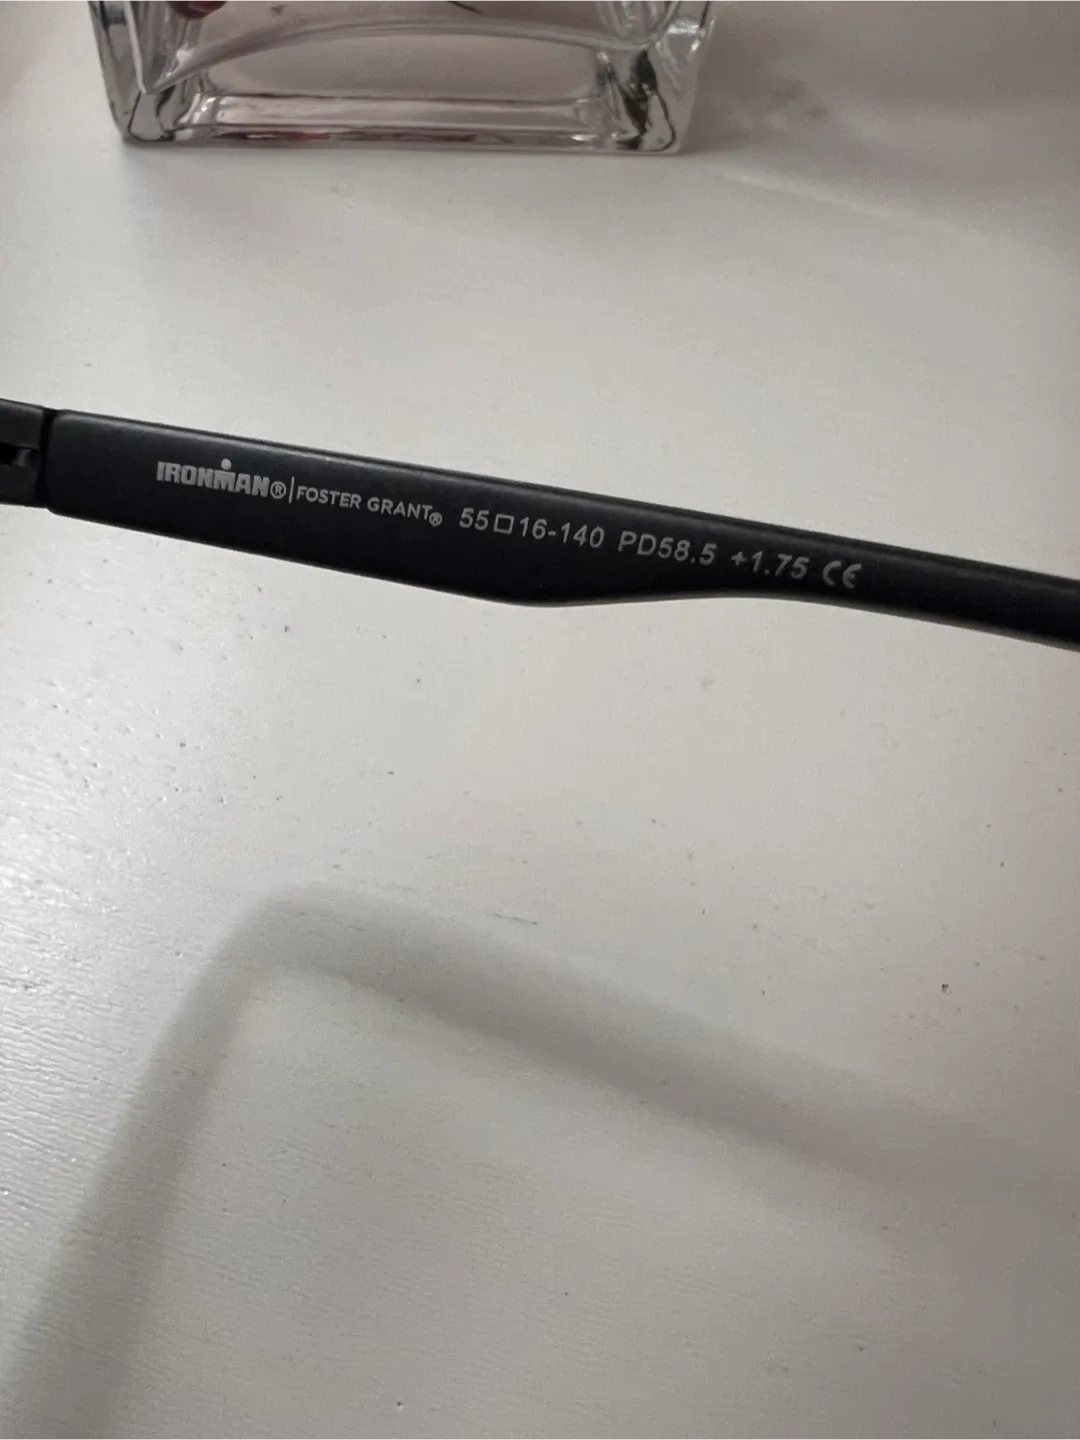 IRONMAN®|FOSTER GRANT® 55□16-140 PD58.5 +1.75 CE